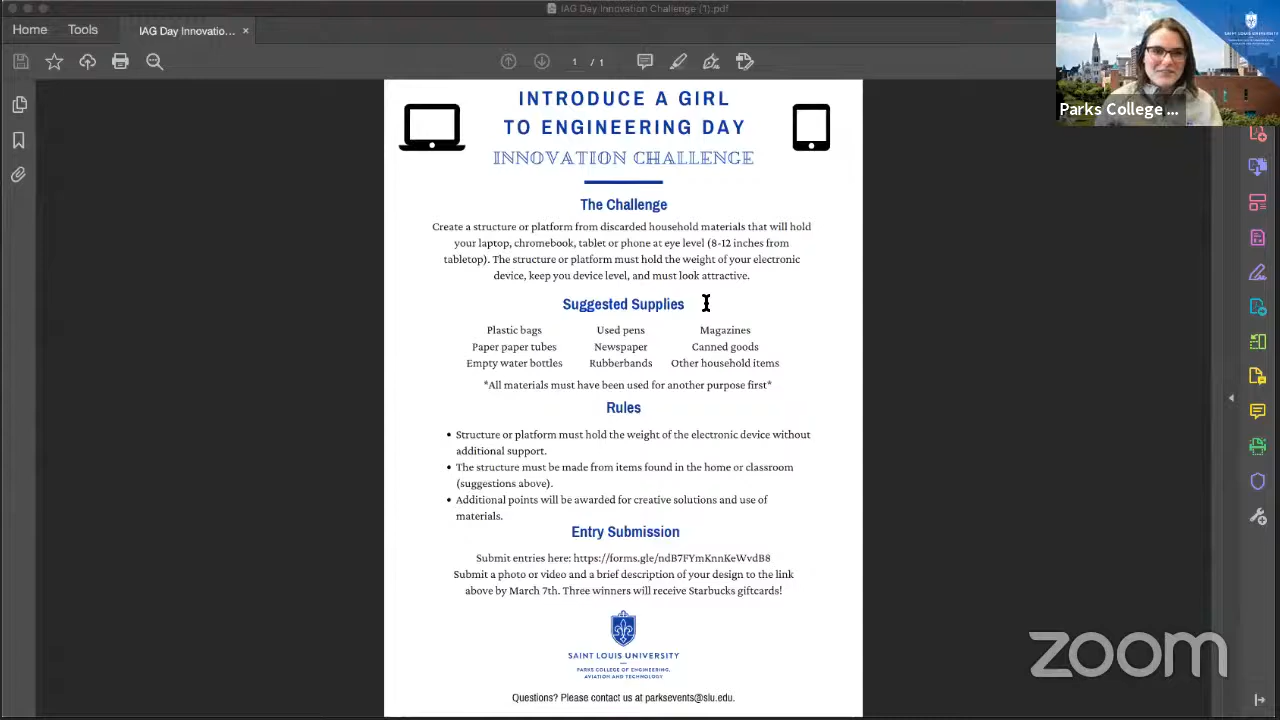 IAG Day Innovation Challenge (1).pdf
Home
Tools
IAG Day Innovatio...
1 / 1
SAINT LOUIS UNIVERSITY
Parks College ...
INTRODUCE A GIRL
TO ENGINEERING DAY
INNOVATION CHALLENGE
The Challenge
Create a structure or platform from discarded household materials that will hold
your laptop, chromebook, tablet or phone at eye level (8-12 inches from
tabletop). The structure or platform must hold the weight of your electronic
device, keep you device level, and must look attractive.
Suggested Supplies
Plastic bags Used pens Magazines
Paper paper tubes Newspaper Canned goods
Empty water bottles Rubberbands Other household items
*All materials must have been used for another purpose first*
Rules
• Structure or platform must hold the weight of the electronic device without
additional support.
• The structure must be made from items found in the home or classroom
(suggestions above).
• Additional points will be awarded for creative solutions and use of
materials.
Entry Submission
Submit entries here: https://forms.gle/ndB7FYmKnnKeWvdB8
Submit a photo or video and a brief description of your design to the link
above by March 7th. Three winners will receive Starbucks giftcards!
SAINT LOUIS UNIVERSITY
PARKS COLLEGE OF ENGINEERING,
AVIATION AND TECHNOLOGY
Questions? Please contact us at parksevents@slu.edu.
zoom